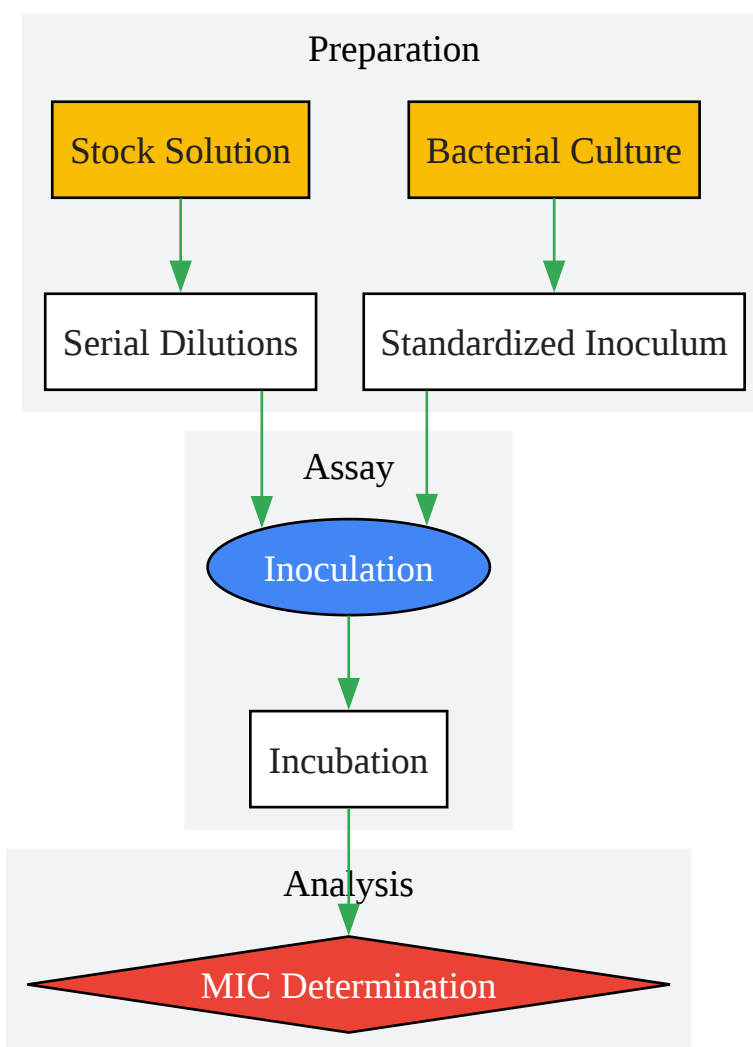 Preparation
Stock Solution
Bacterial Culture
Serial Dilutions
Standardized Inoculum
Assay
Inoculation
Incubation
Analysis
MIC Determination